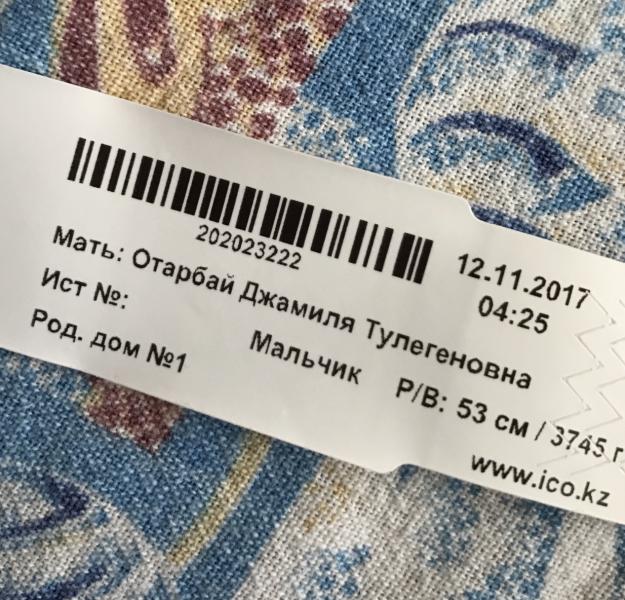 202023222
12.11.2017
04:25
Мать: Отарбай Джамиля Тулегеновна
Ист №:
Мальчик
Р/В: 53 см / 3745 г
Род. дом №1
www.ico.kz